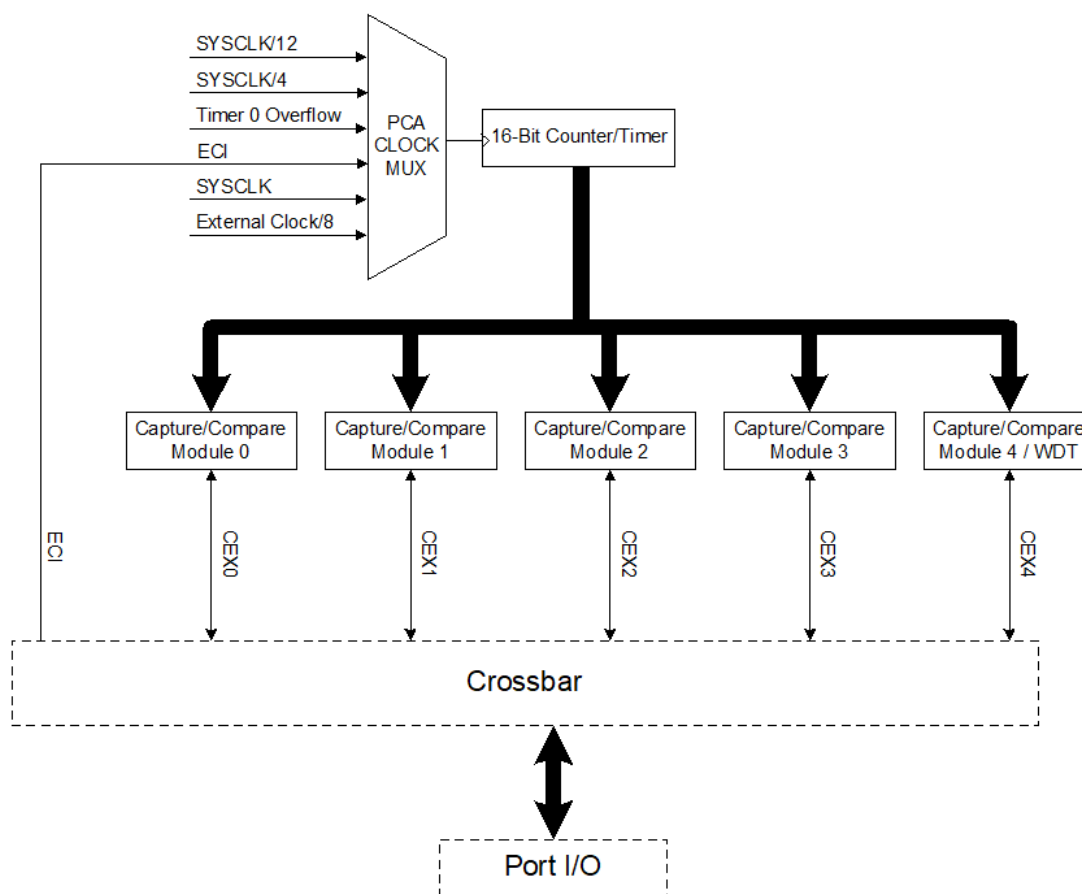 SYSCLK/12
SYSCLK/4
Timer 0 Overflow
ECI
SYSCLK
External Clock/8
PCA
CLOCK
MUX
16-Bit Counter/Timer
Capture/Compare
Module 0
Capture/Compare
Module 1
Capture/Compare
Module 2
Capture/Compare
Module 3
Capture/Compare
Module 4 / WDT
ECI
CEX0
CEX1
CEX2
CEX3
CEX4
Crossbar
Port I/O